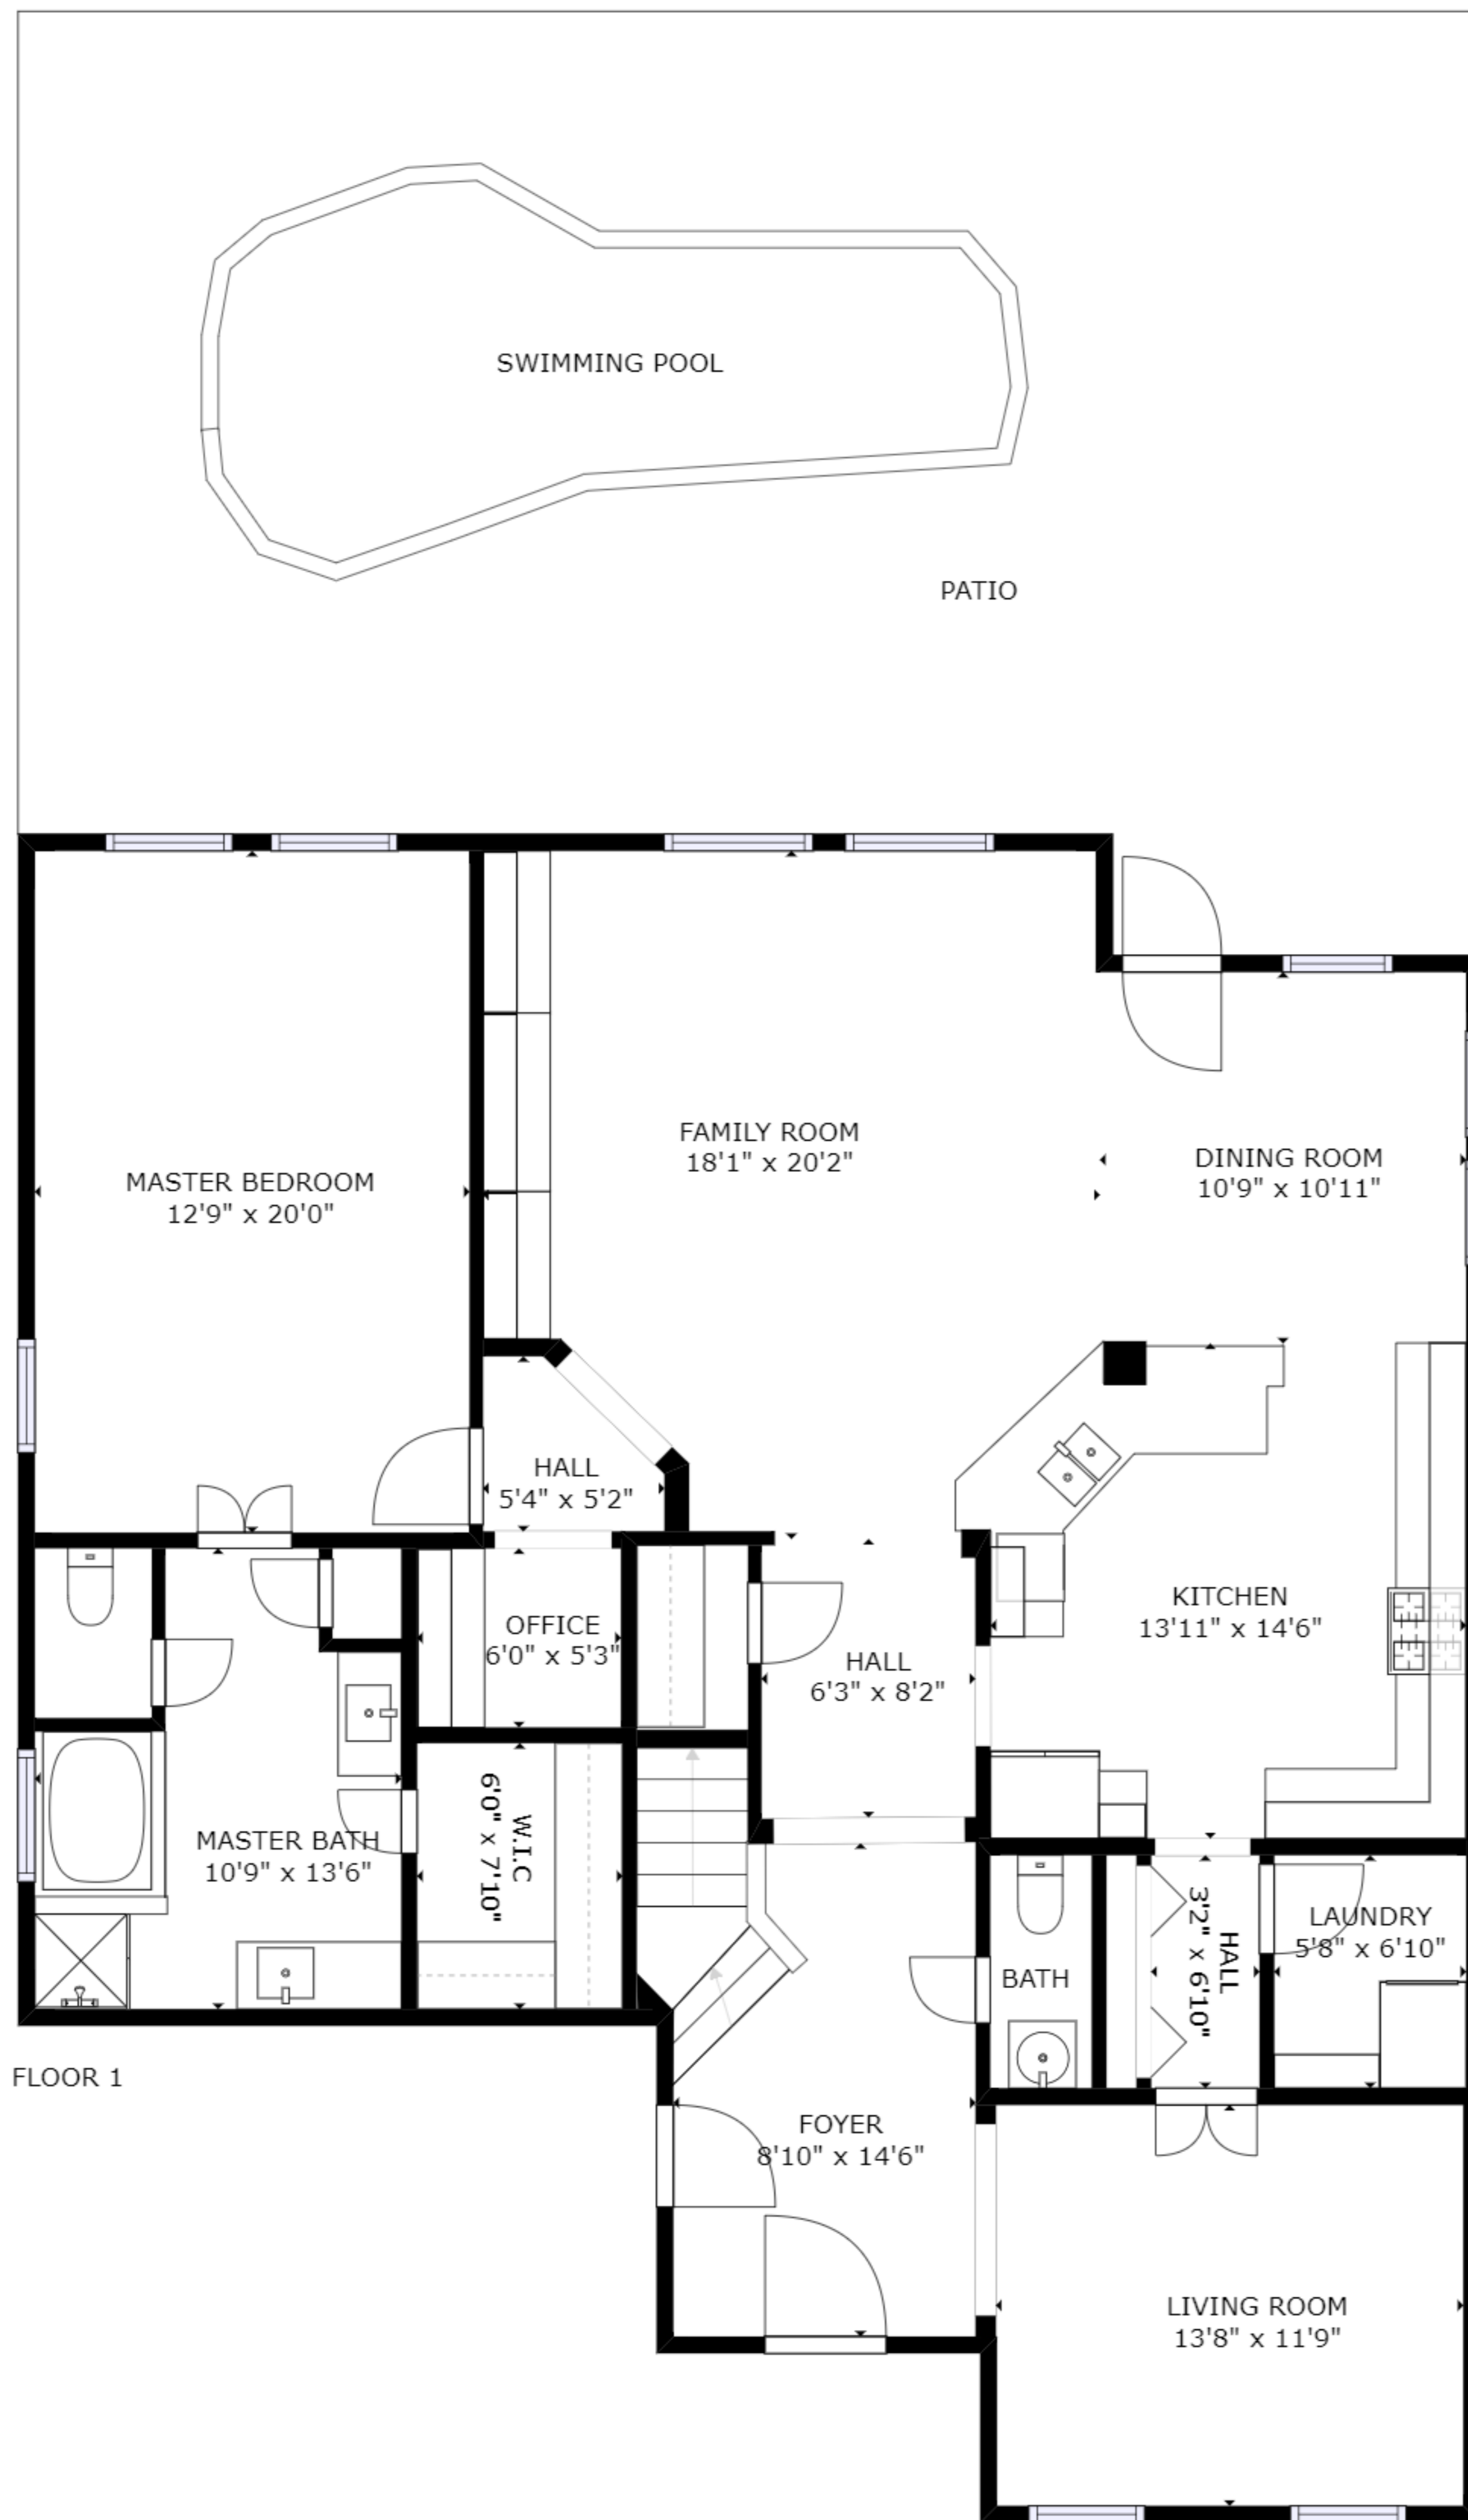 SWIMMING POOL
PATIO
FAMILY ROOM
18'1" x 20'2"
DINING ROOM
10'9" x 10'11"
MASTER BEDROOM
12'9" x 20'0"
HALL
5'4" x 5'2"
OFFICE
6'0" x 5'3"
HALL
6'3" x 8'2"
KITCHEN
13'11" x 14'6"
MASTER BATH
10'9" x 13'6"
W.I.C
6'0" x 7'10"
BATH
HALL
3'2" x 6'10"
LAUNDRY
5'8" x 6'10"
FLOOR 1
FOYER
8'10" x 14'6"
LIVING ROOM
13'8" x 11'9"